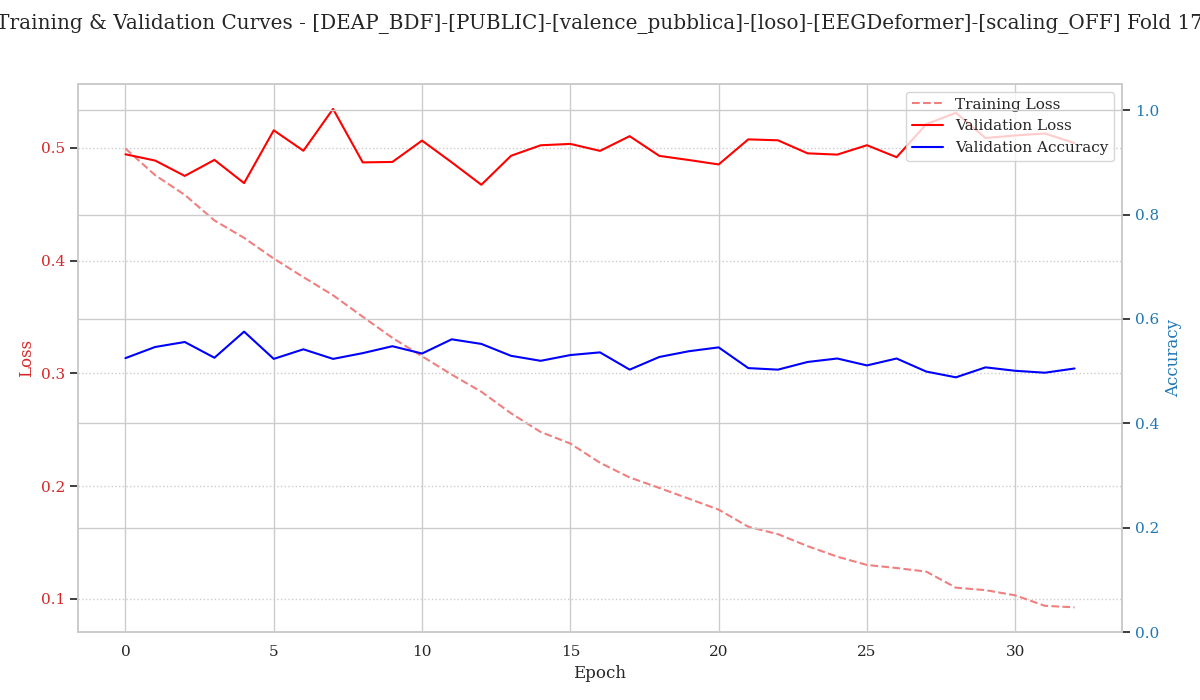 Training & Validation Curves - [DEAP_BDF]-[PUBLIC]-[valence_pubblica]-[loso]-[EEGDeformer]-[scaling_OFF] Fold 17
Training Loss
Validation Loss
Validation Accuracy
0.5
0.4
0.3
0.2
0.1
Loss
1.0
0.8
0.6
0.4
0.2
0.0
Accuracy
0 5 10 15 20 25 30
Epoch